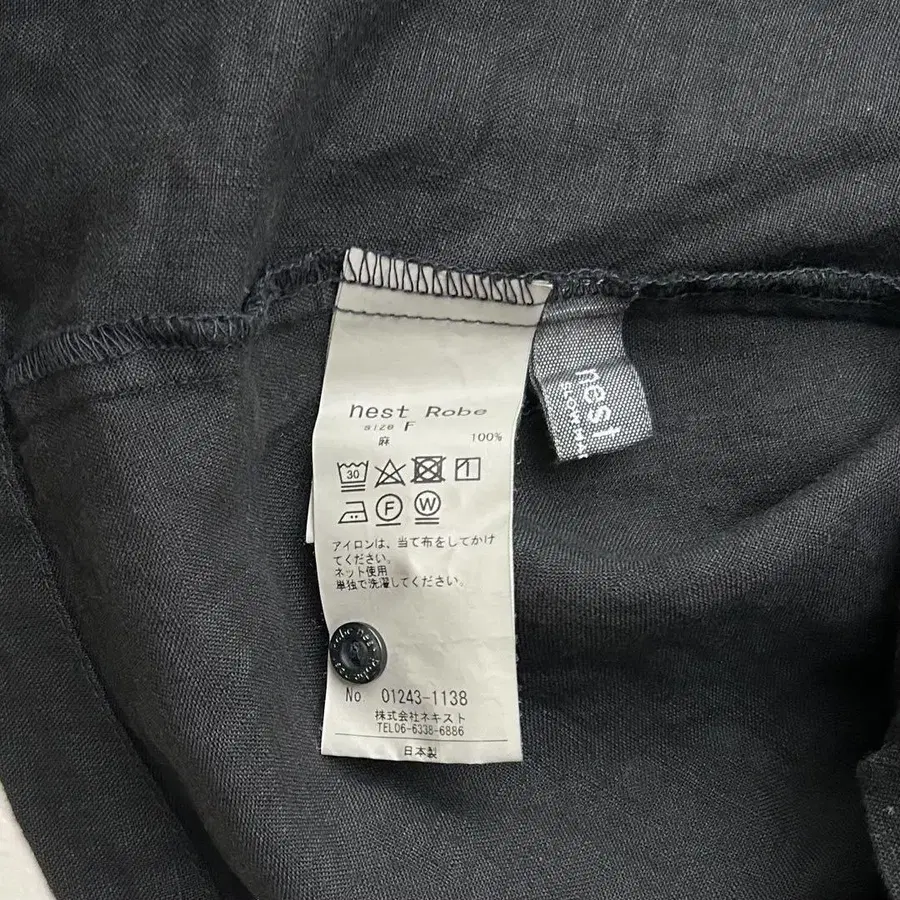 nest Robe
size F
麻 100%
30
F W
アイロンは、当て布をしてかけ
てください。
ネット使用
単独で洗濯してください。
No 01243-1138
株式会社ネキスト
TEL06-6338-6886
日本製
nest